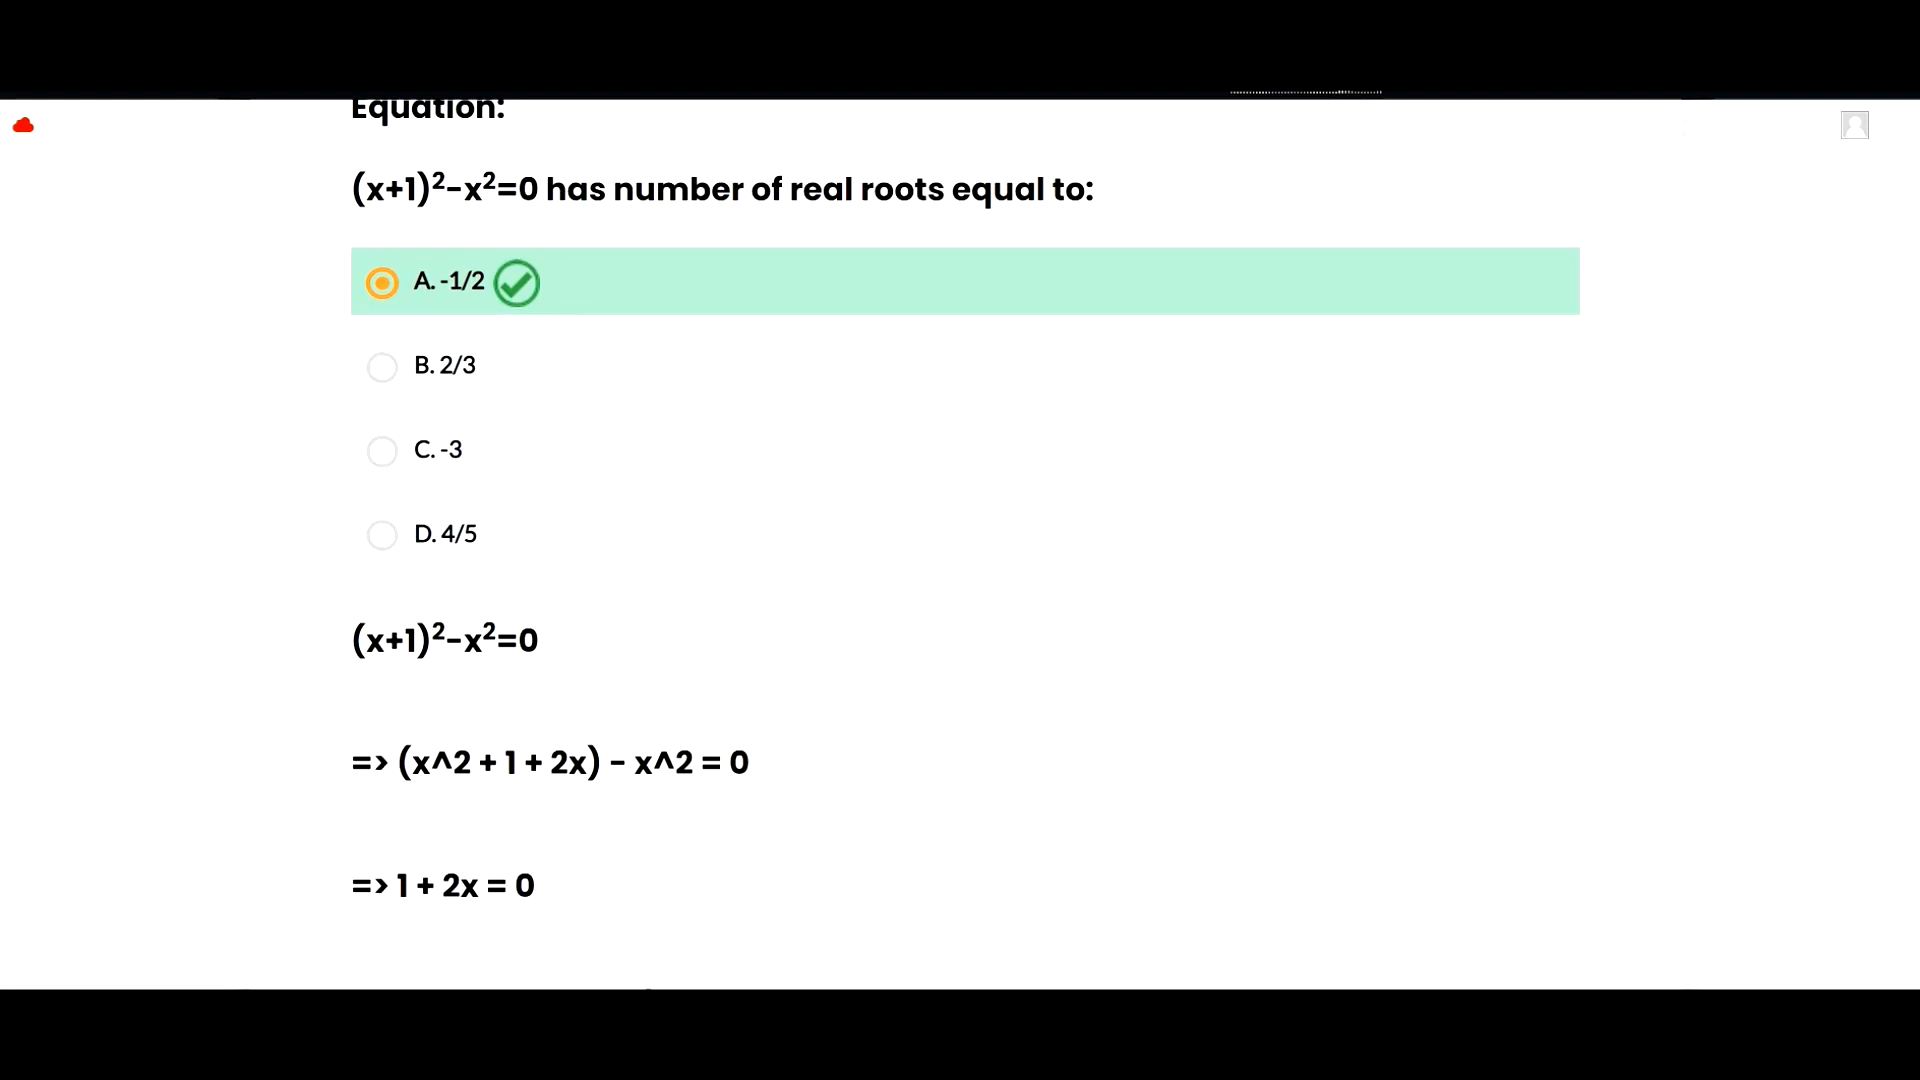 Equation:
(x+1)²-x²=0 has number of real roots equal to:
A. -1/2
B. 2/3
C. -3
D. 4/5
(x+1)²-x²=0
=> (x^2 + 1 + 2x) - x^2 = 0
=> 1 + 2x = 0